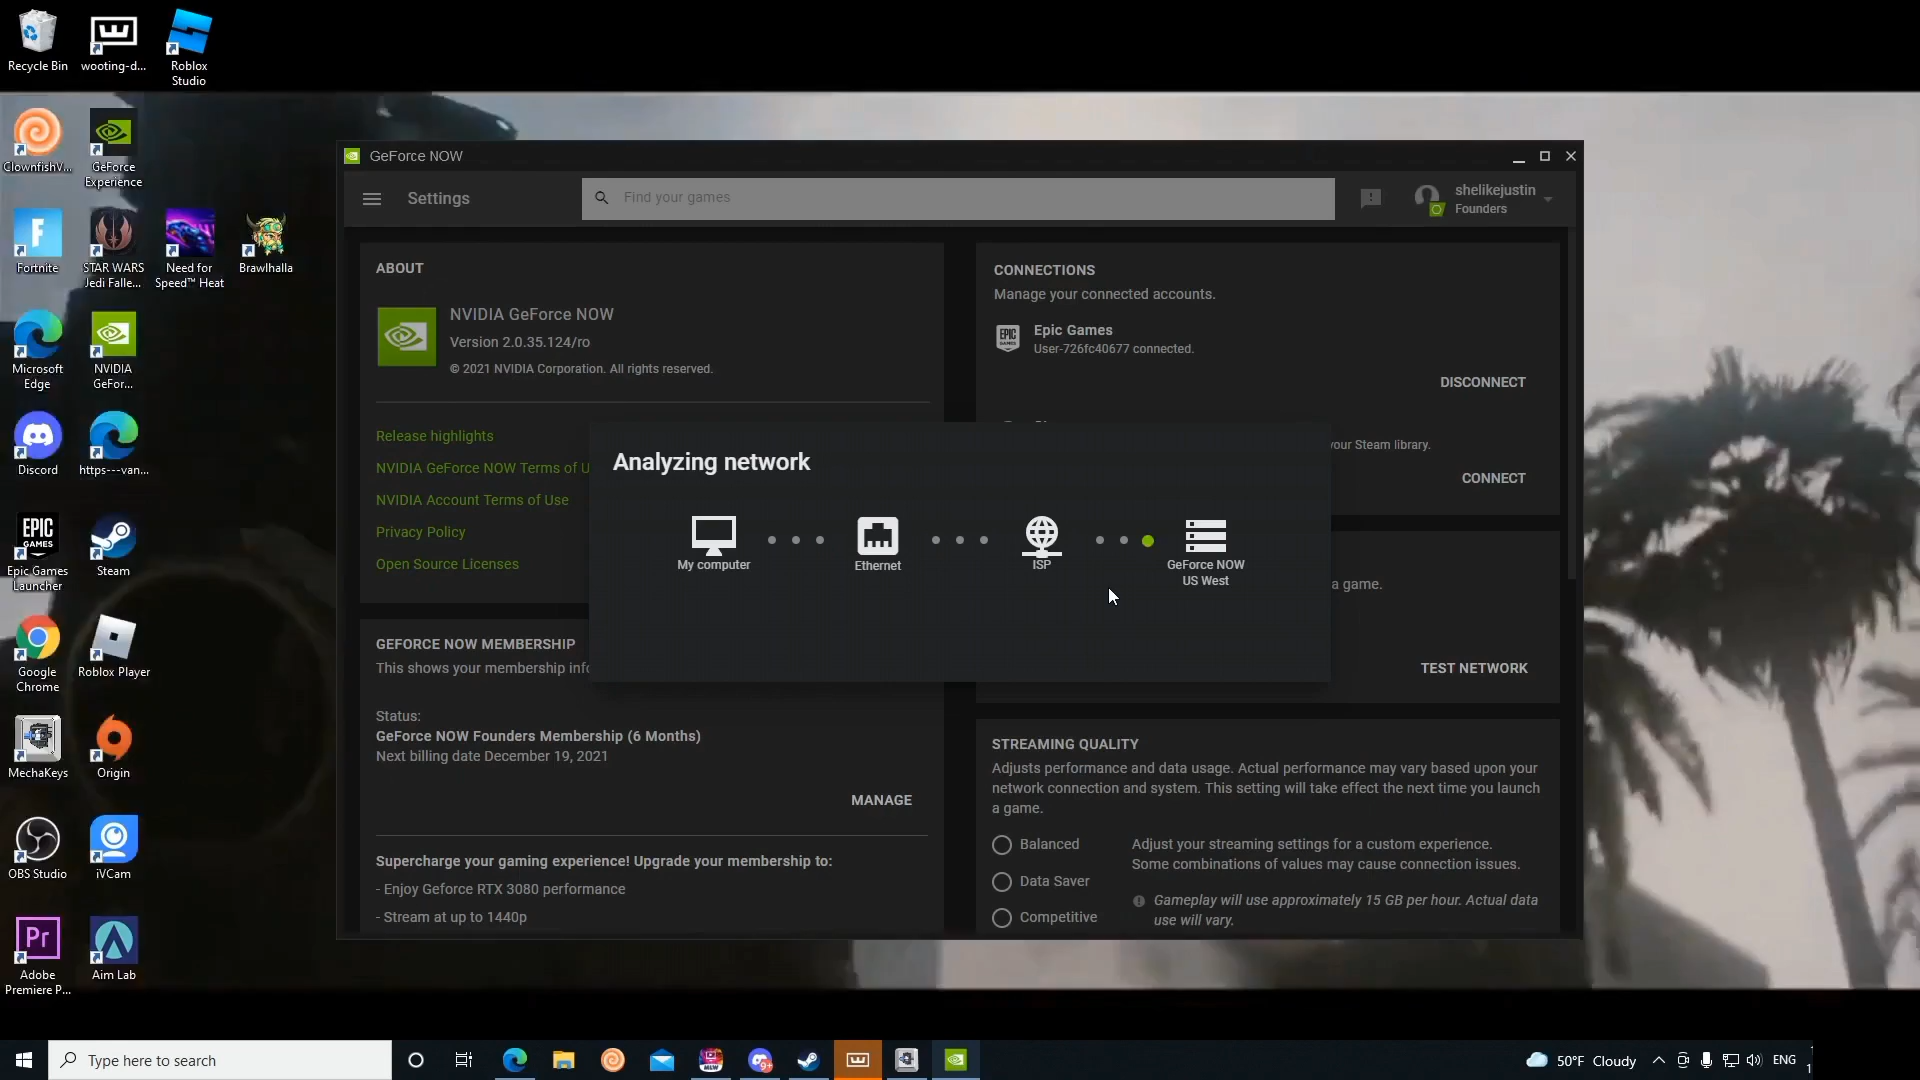 Recycle Bin
wooting-d...
Roblox
Studio
ClownfishV...
GeForce
Experience
Fortnite
STAR WARS
Jedi Falle...
Need for
Speed™ Heat
Brawlhalla
Microsoft
Edge
NVIDIA
GeFor...
Discord
https---van...
EPIC
GAMES
Epic Games
Launcher
Steam
Google
Chrome
Roblox Player
MechaKeys
Origin
OBS Studio
iVCam
Pr
Adobe
Premiere P...
Aim Lab
GeForce NOW
Settings
Find your games
shelikejustin
Founders
ABOUT
NVIDIA GeForce NOW
Version 2.0.35.124/ro
© 2021 NVIDIA Corporation. All rights reserved.
Release highlights
NVIDIA GeForce NOW Terms of U
NVIDIA Account Terms of Use
Privacy Policy
Open Source Licenses
GEFORCE NOW MEMBERSHIP
This shows your membership info
Status:
GeForce NOW Founders Membership (6 Months)
Next billing date December 19, 2021
MANAGE
Supercharge your gaming experience! Upgrade your membership to:
- Enjoy Geforce RTX 3080 performance
- Stream at up to 1440p
CONNECTIONS
Manage your connected accounts.
EPIC
GAMES
Epic Games
User-726fc40677 connected.
DISCONNECT
your Steam library.
CONNECT
Analyzing network
My computer
Ethernet
ISP
GeForce NOW
US West
a game.
TEST NETWORK
STREAMING QUALITY
Adjusts performance and data usage. Actual performance may vary based upon your
network connection and system. This setting will take effect the next time you launch
a game.
Balanced
Data Saver
Competitive
Adjust your streaming settings for a custom experience.
Some combinations of values may cause connection issues.
Gameplay will use approximately 15 GB per hour. Actual data
use will vary.
Type here to search
9+
50°F Cloudy
ENG